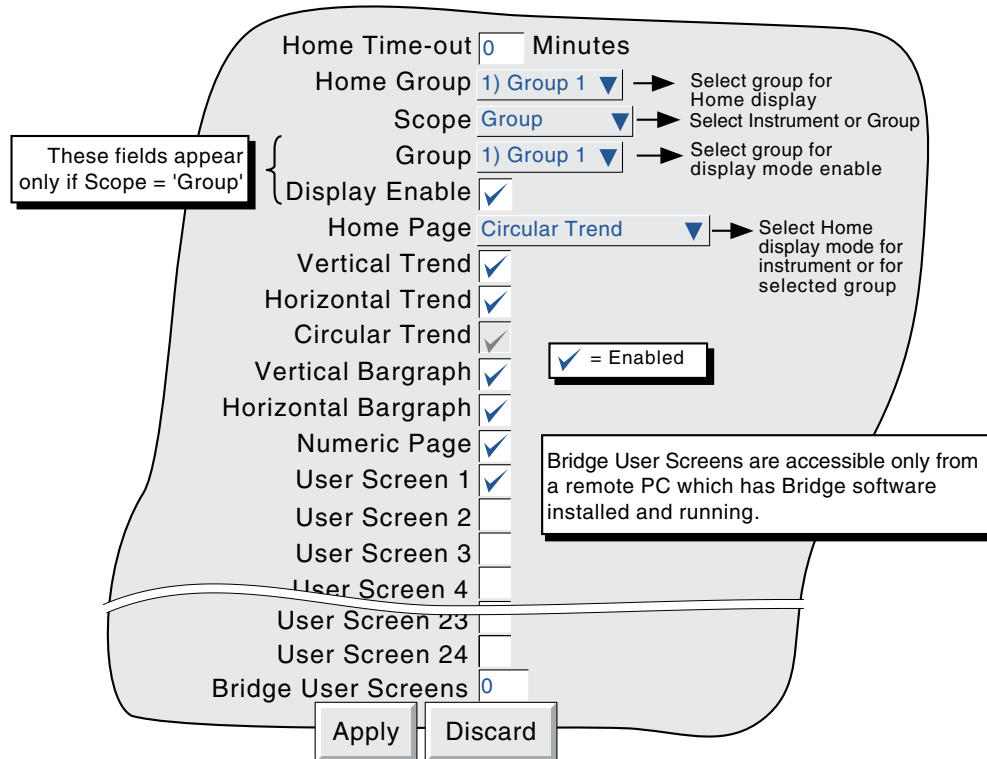 Home Time-out 0 Minutes
Home Group 1) Group 1
Select group for
Home display
Scope Group
Select Instrument or Group
These fields appear
only if Scope = 'Group'
Group 1) Group 1
Select group for
display mode enable
Display Enable
Home Page Circular Trend
Select Home
display mode for
instrument or for
selected group
Vertical Trend
Horizontal Trend
Circular Trend
= Enabled
Vertical Bargraph
Horizontal Bargraph
Numeric Page
Bridge User Screens are accessible only from
a remote PC which has Bridge software
installed and running.
User Screen 1
User Screen 2
User Screen 3
User Screen 4
User Screen 23
User Screen 24
Bridge User Screens 0
Apply
Discard